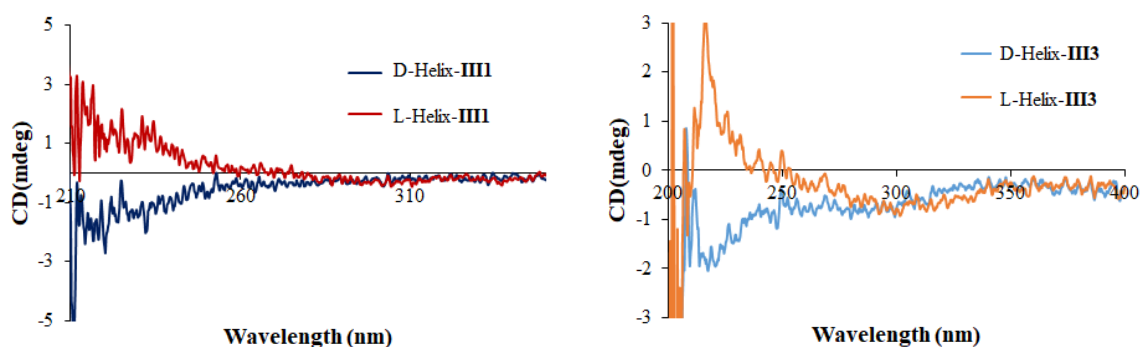 5
3
1
-1
-3
-5
CD(mdeg)
210
260
310
Wavelength (nm)
D-Helix-III1
L-Helix-III1
3
2
1
0
-1
-2
-3
CD(mdeg)
200
250
300
350
400
Wavelength (nm)
D-Helix-III3
L-Helix-III3